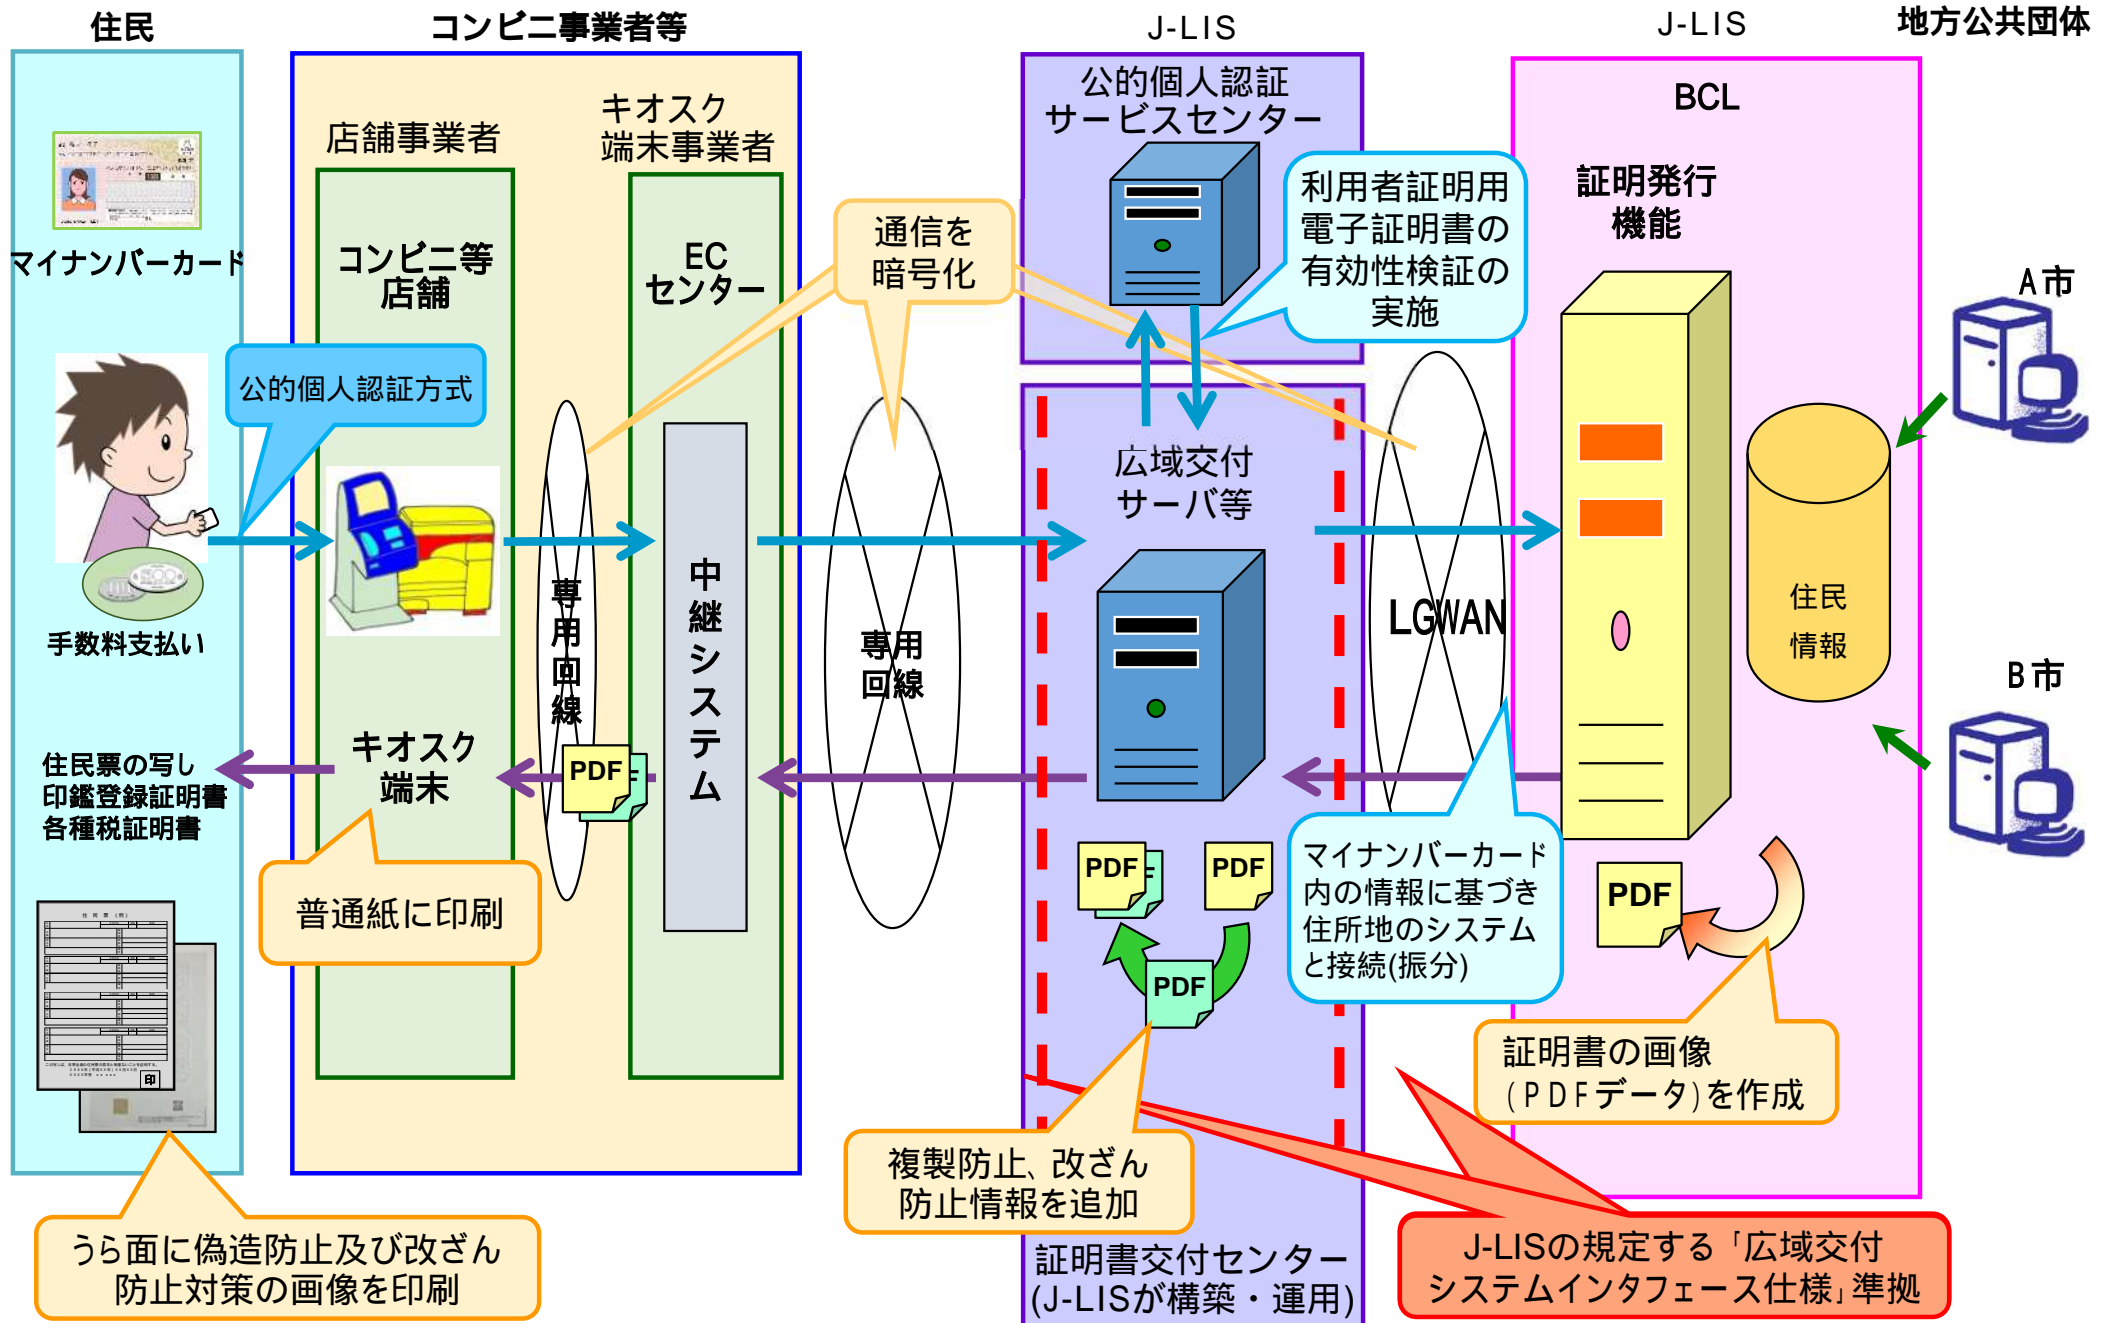 住民
コンビニ事業者等
J-LIS
J-LIS
地方公共団体
マイナンバーカード
公的個人認証方式
手数料支払い
住民票の写し
印鑑登録証明書
各種税証明書
住 民 票 (例)
印
うら面に偽造防止及び改ざん
防止対策の画像を印刷
店舗事業者
コンビニ等
店舗
キオスク
端末
普通紙に印刷
専用回線
PDF
F
キオスク
端末事業者
EC
センター
中継システム
通信を
暗号化
専用
回線
公的個人認証
サービスセンター
利用者証明用
電子証明書の
有効性検証の
実施
広域交付
サーバ等
PDF
F
PDF
PDF
複製防止、改ざん
防止情報を追加
証明書交付センター
(J-LISが構築・運用)
LGWAN
マイナンバーカード
内の情報に基づき
住所地のシステム
と接続(振分)
BCL
証明発行
機能
住民
情報
PDF
証明書の画像
(PDFデータ)を作成
J-LISの規定する「広域交付
システムインタフェース仕様」準拠
A市
B市